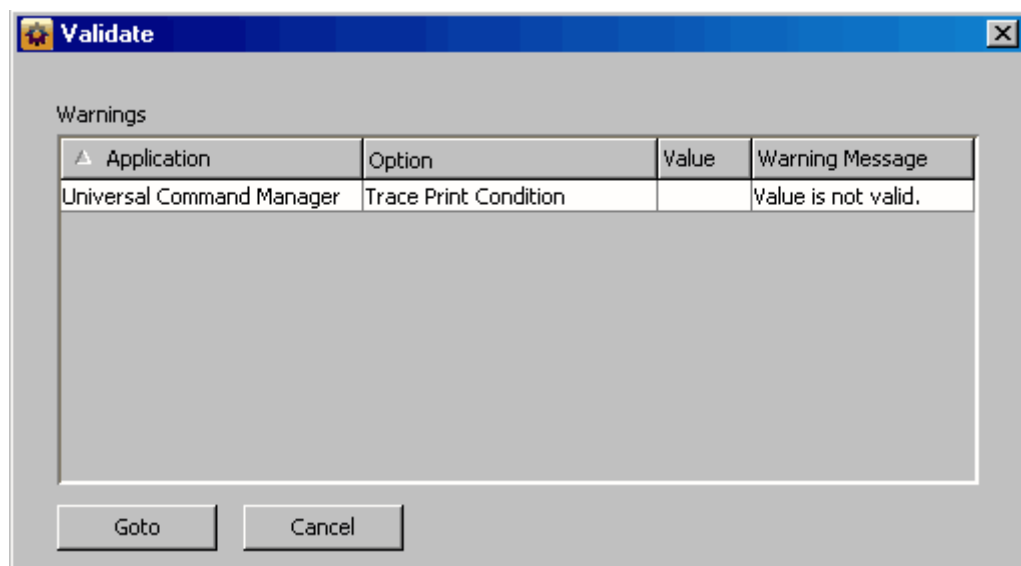 Validate
Warnings
Application Option Value Warning Message
Universal Command Manager Trace Print Condition Value is not valid.
Goto Cancel